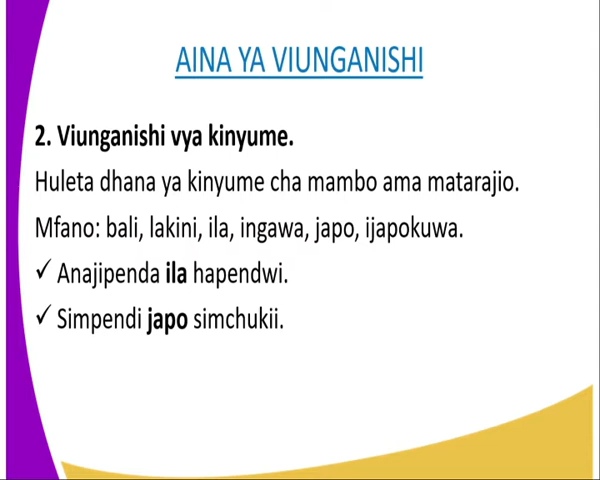 AINA YA VIUNGANISHI
2. Viunganishi vya kinyume.
Huleta dhana ya kinyume cha mambo ama matarajio.
Mfano: bali, lakini, ila, ingawa, japo, ijapokuwa.
✓ Anajipenda ila hapendwi.
✓ Simpendi japo simchukii.